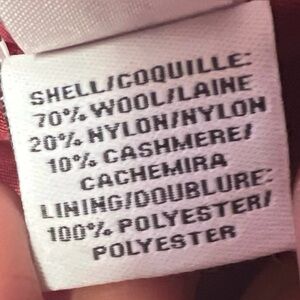 SHELL/COQUILLE:
70% WOOL/LAINE
20% NYLON/NYLON
10% CASHMERE/
CACHEMIRA
LINING/DOUBLURE:
100% POLYESTER/
POLYESTER